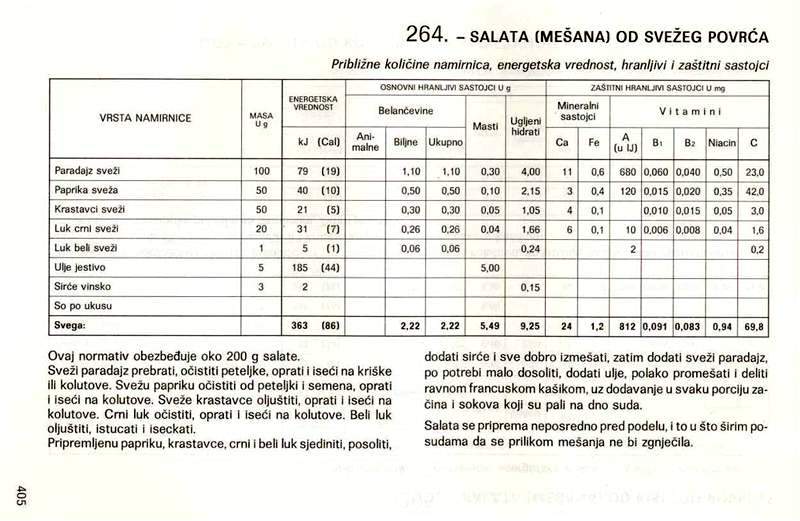 264. – SALATA (MEŠANA) OD SVEŽEG POVRĆA
Približne količine namirnica, energetska vrednost, hranljivi i zaštitni sastojci
VRSTA NAMIRNICE MASA U g ENERGETSKA VREDNOST OSNOVNI HRANLJIVI SASTOJCI U g ZAŠTITNI HRANLJIVI SASTOJCI U mg
Belančevine Masti Ugljeni hidrati Mineralni sastojci Vitamini
kJ (Cal) Ani-malne Biljne Ukupno Ca Fe A (u IJ) B1 B2 Niacin C
Paradajz sveži 100 79 (19) 1,10 1,10 0,30 4,00 11 0,6 680 0,060 0,040 0,50 23,0
Paprika sveža 50 40 (10) 0,50 0,50 0,10 2,15 3 0,4 120 0,015 0,020 0,35 42,0
Krastavci sveži 50 21 (5) 0,30 0,30 0,05 1,05 4 0,1 0,010 0,015 0,05 3,0
Luk crni sveži 20 31 (7) 0,26 0,26 0,04 1,66 6 0,1 10 0,006 0,008 0,04 1,6
Luk beli sveži 1 5 (1) 0,06 0,06 0,24 2 0,2
Ulje jestivo 5 185 (44) 5,00
Sirće vinsko 3 2 0,15
So po ukusu
Svega: 363 (86) 2,22 2,22 5,49 9,25 24 1,2 812 0,091 0,083 0,94 69,8
Ovaj normativ obezbeđuje oko 200 g salate.
Sveži paradajz prebrati, očistiti peteljke, oprati i iseći na kriške
ili kolutove. Svežu papriku očistiti od peteljki i semena, oprati
i iseći na kolutove. Sveže krastavce oljuštiti, oprati i iseći na
kolutove. Crni luk očistiti, oprati i iseći na kolutove. Beli luk
oljuštiti, istucati i iseckati.
Pripremljenu papriku, krastavce, crni i beli luk sjediniti, posoliti,
dodati sirće i sve dobro izmešati, zatim dodati sveži paradajz,
po potrebi malo dosoliti, dodati ulje, polako promešati i deliti
ravnom francuskom kašikom, uz dodavanje u svaku porciju za-
čina i sokova koji su pali na dno suda.
Salata se priprema neposredno pred podelu, i to u što širim po-
sudama da se prilikom mešanja ne bi zgnječila.
405